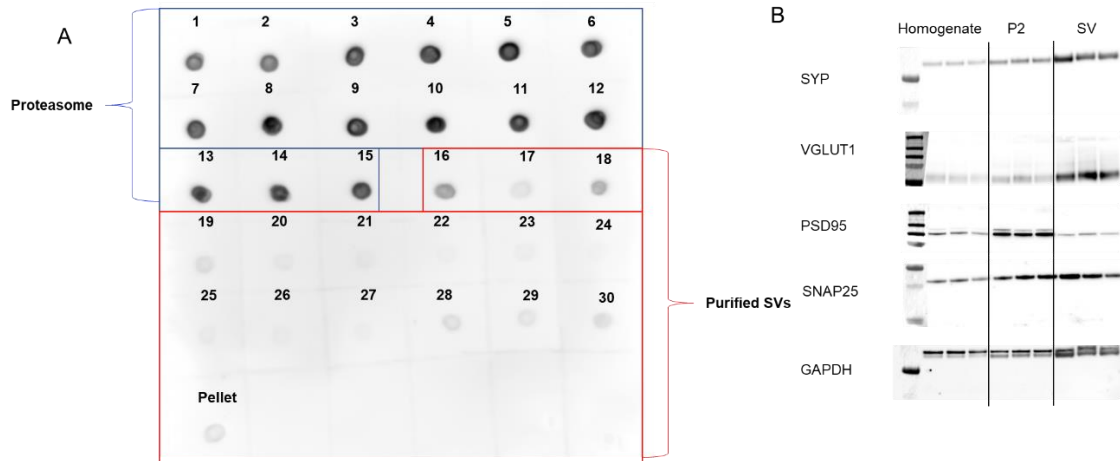 A
1 2 3 4 5 6
7 8 9 10 11 12
Proteasome
13 14 15 16 17 18
19 20 21 22 23 24
25 26 27 28 29 30
Purified SVs
Pellet
B
Homogenate P2 SV
SYP
VGLUT1
PSD95
SNAP25
GAPDH